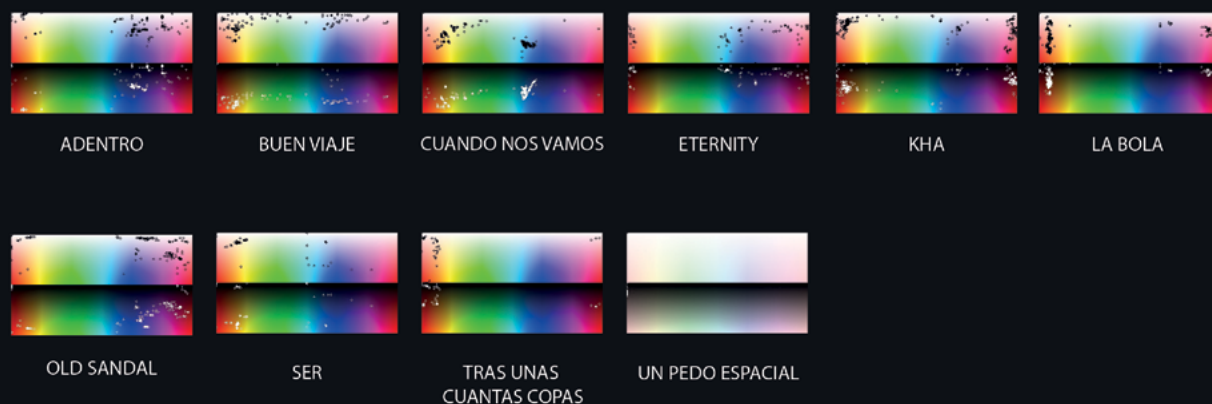 ADENTRO
BUEN VIAJE
CUANDO NOS VAMOS
ETERNITY
KHA
LA BOLA
OLD SANDAL
SER
TRAS UNAS
CUANTAS COPAS
UN PEDO ESPACIAL